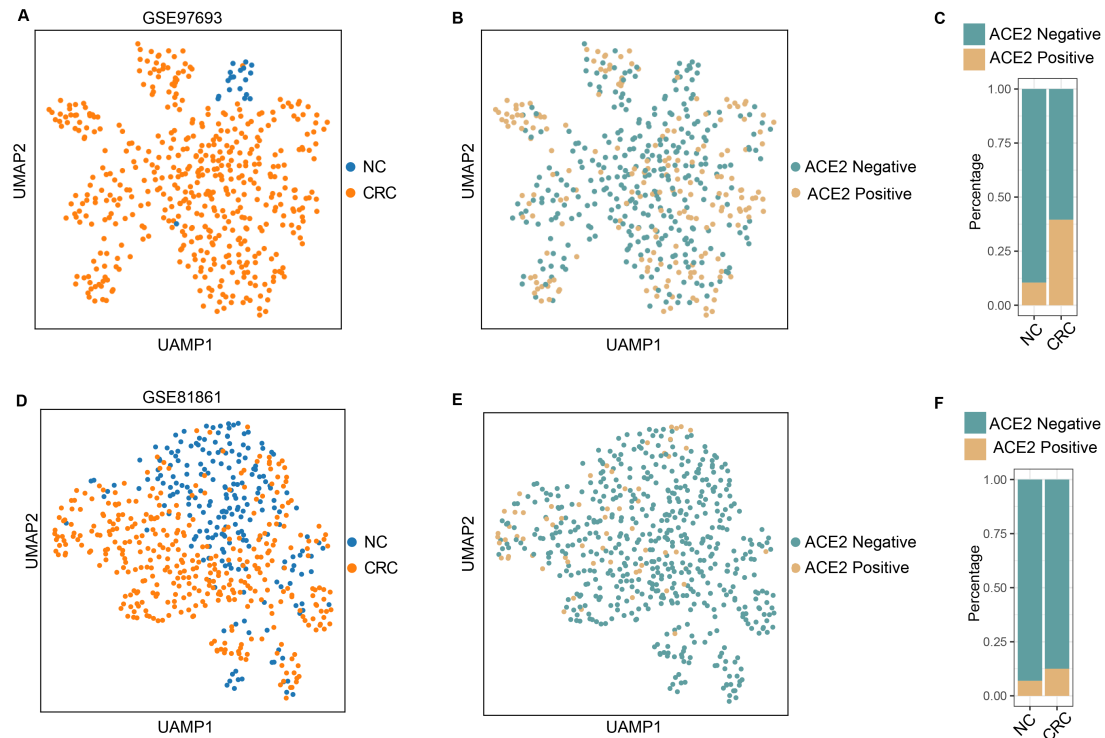 A
GSE97693
UMAP2
UAMP1
NC
CRC
B
UMAP2
UAMP1
ACE2 Negative
ACE2 Positive
C
ACE2 Negative
ACE2 Positive
Percentage
1.00
0.75
0.50
0.25
0.00
NC
CRC
D
GSE81861
UMAP2
UAMP1
NC
CRC
E
UMAP2
UAMP1
ACE2 Negative
ACE2 Positive
F
ACE2 Negative
ACE2 Positive
Percentage
1.00
0.75
0.50
0.25
0.00
NC
CRC